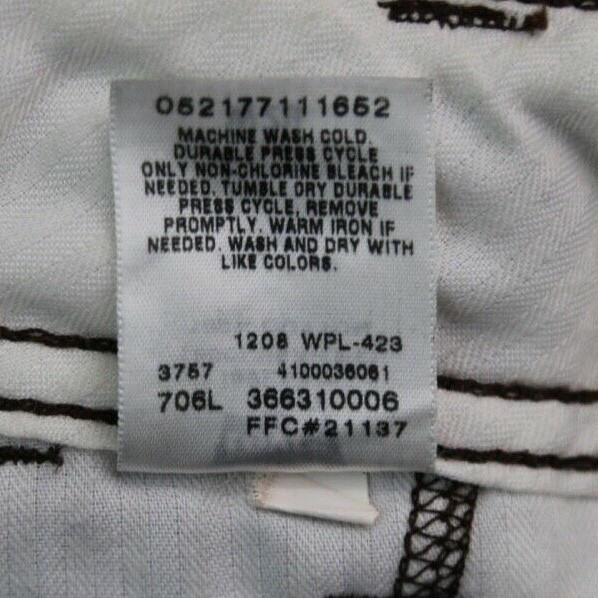 052177111652
MACHINE WASH COLD.
DURABLE PRESS CYCLE
ONLY NON-CHLORINE BLEACH IF
NEEDED. TUMBLE DRY DURABLE
PRESS CYCLE. REMOVE
PROMPTLY. WARM IRON IF
NEEDED. WASH AND DRY WITH
LIKE COLORS.
1208 WPL-423
3757 4100036061
706L 366310006
FFC#21137